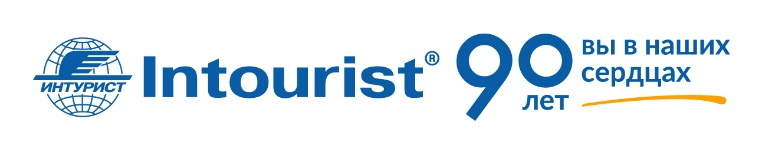 ИНТУРИСТ
Intourist®
90 лет
вы в наших
сердцах